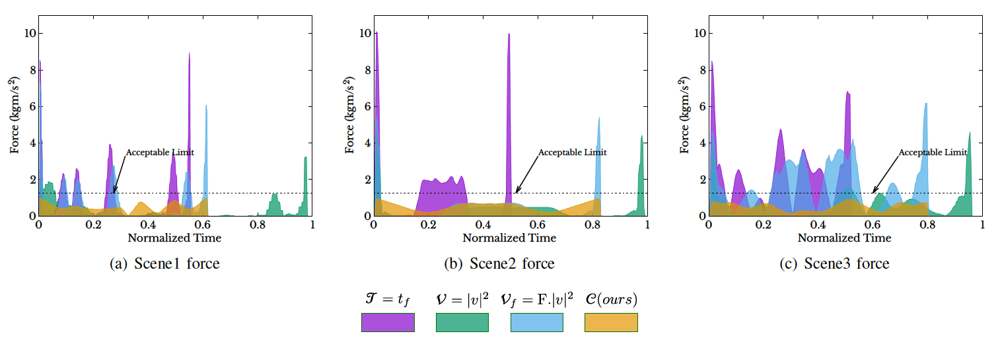 10
8
6
4
2
0
Force (kgm/s²)
Acceptable Limit
0 0.2 0.4 0.6 0.8 1
Normalized Time
(a) Scene1 force
10
8
6
4
2
0
Force (kgm/s²)
Acceptable Limit
0 0.2 0.4 0.6 0.8 1
Normalized Time
(b) Scene2 force
10
8
6
4
2
0
Force (kgm/s²)
Acceptable Limit
0 0.2 0.4 0.6 0.8 1
Normalized Time
(c) Scene3 force
𝒯 = t_f 𝒱 = |v|² 𝒱_f = F.|v|² 𝒞(ours)